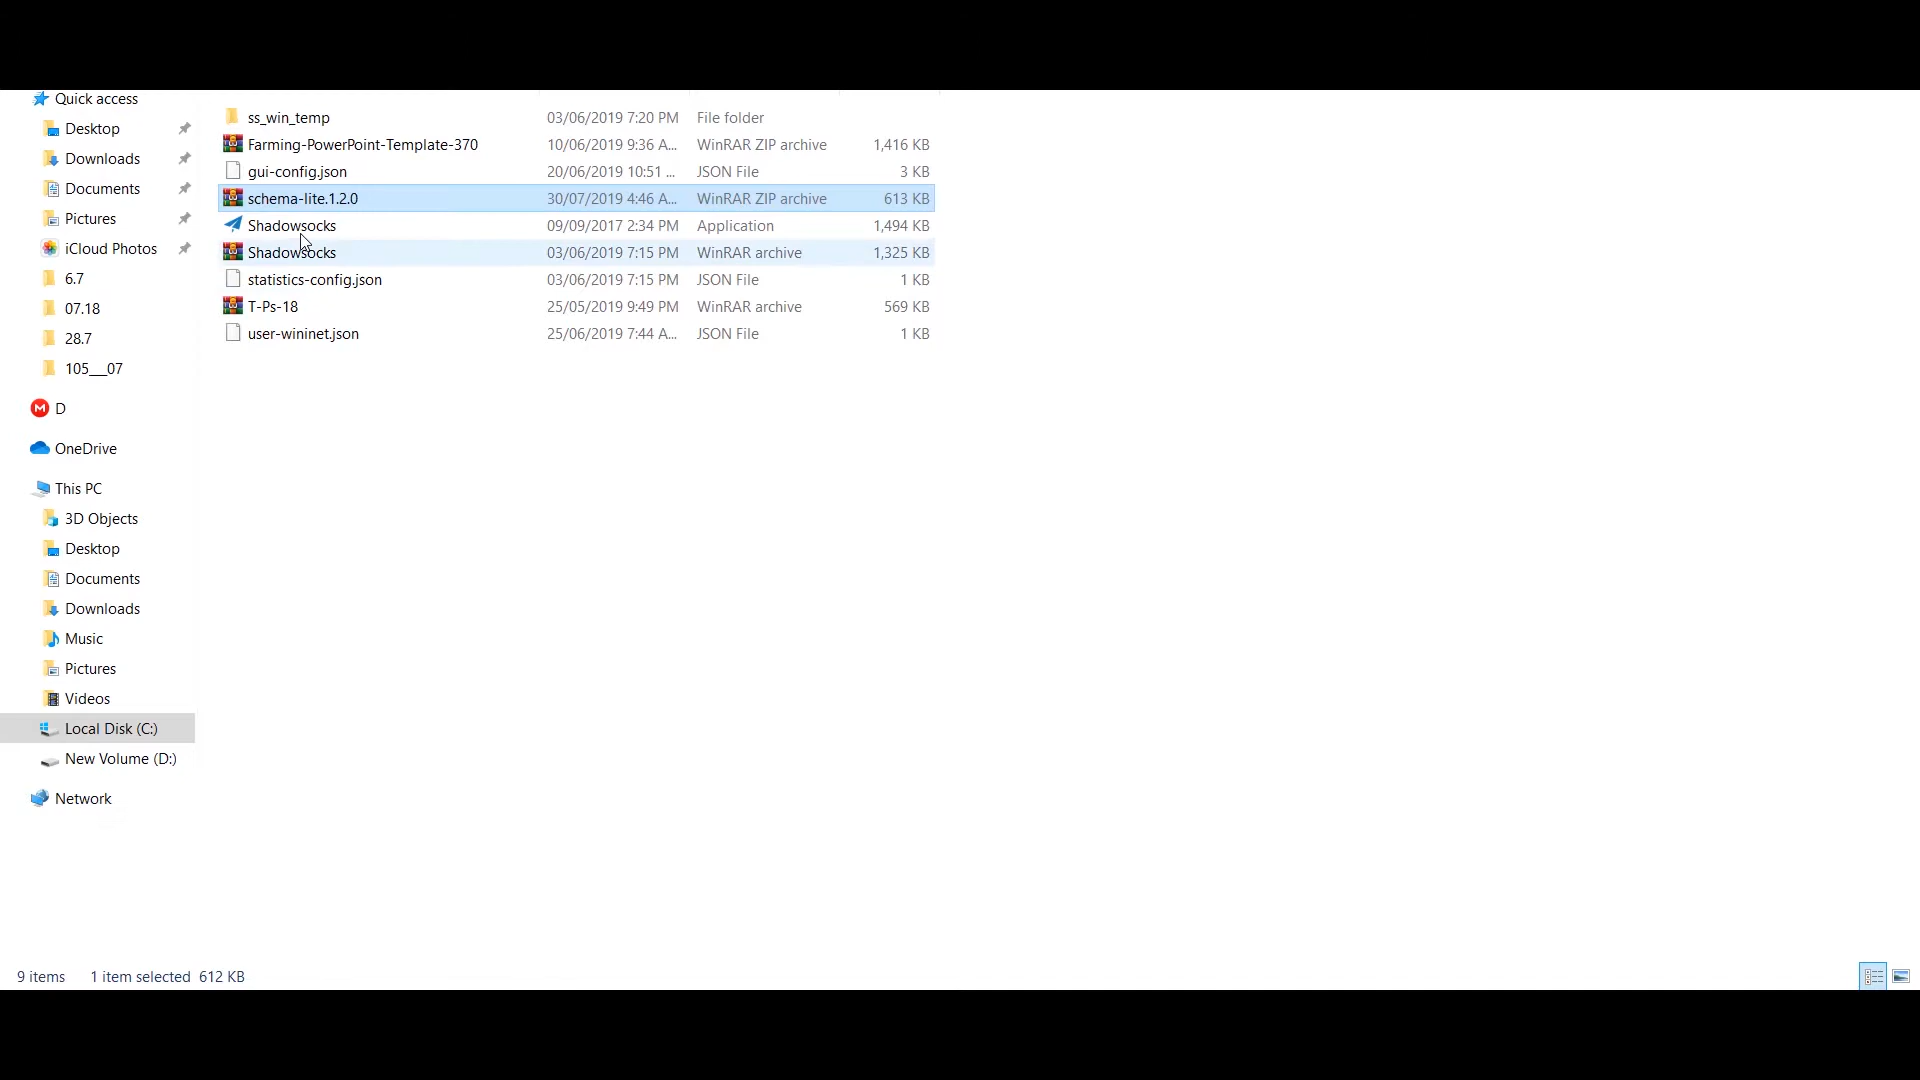 Quick access
Desktop
Downloads
Documents
Pictures
iCloud Photos
6.7
07.18
28.7
105___07
D
OneDrive
This PC
3D Objects
Desktop
Documents
Downloads
Music
Pictures
Videos
Local Disk (C:)
New Volume (D:)
Network
ss_win_temp 03/06/2019 7:20 PM File folder
Farming-PowerPoint-Template-370 10/06/2019 9:36 A... WinRAR ZIP archive 1,416 KB
gui-config.json 20/06/2019 10:51 ... JSON File 3 KB
schema-lite.1.2.0 30/07/2019 4:46 A... WinRAR ZIP archive 613 KB
Shadowsocks 09/09/2017 2:34 PM Application 1,494 KB
Shadowsocks 03/06/2019 7:15 PM WinRAR archive 1,325 KB
statistics-config.json 03/06/2019 7:15 PM JSON File 1 KB
T-Ps-18 25/05/2019 9:49 PM WinRAR archive 569 KB
user-wininet.json 25/06/2019 7:44 A... JSON File 1 KB
9 items 1 item selected 612 KB